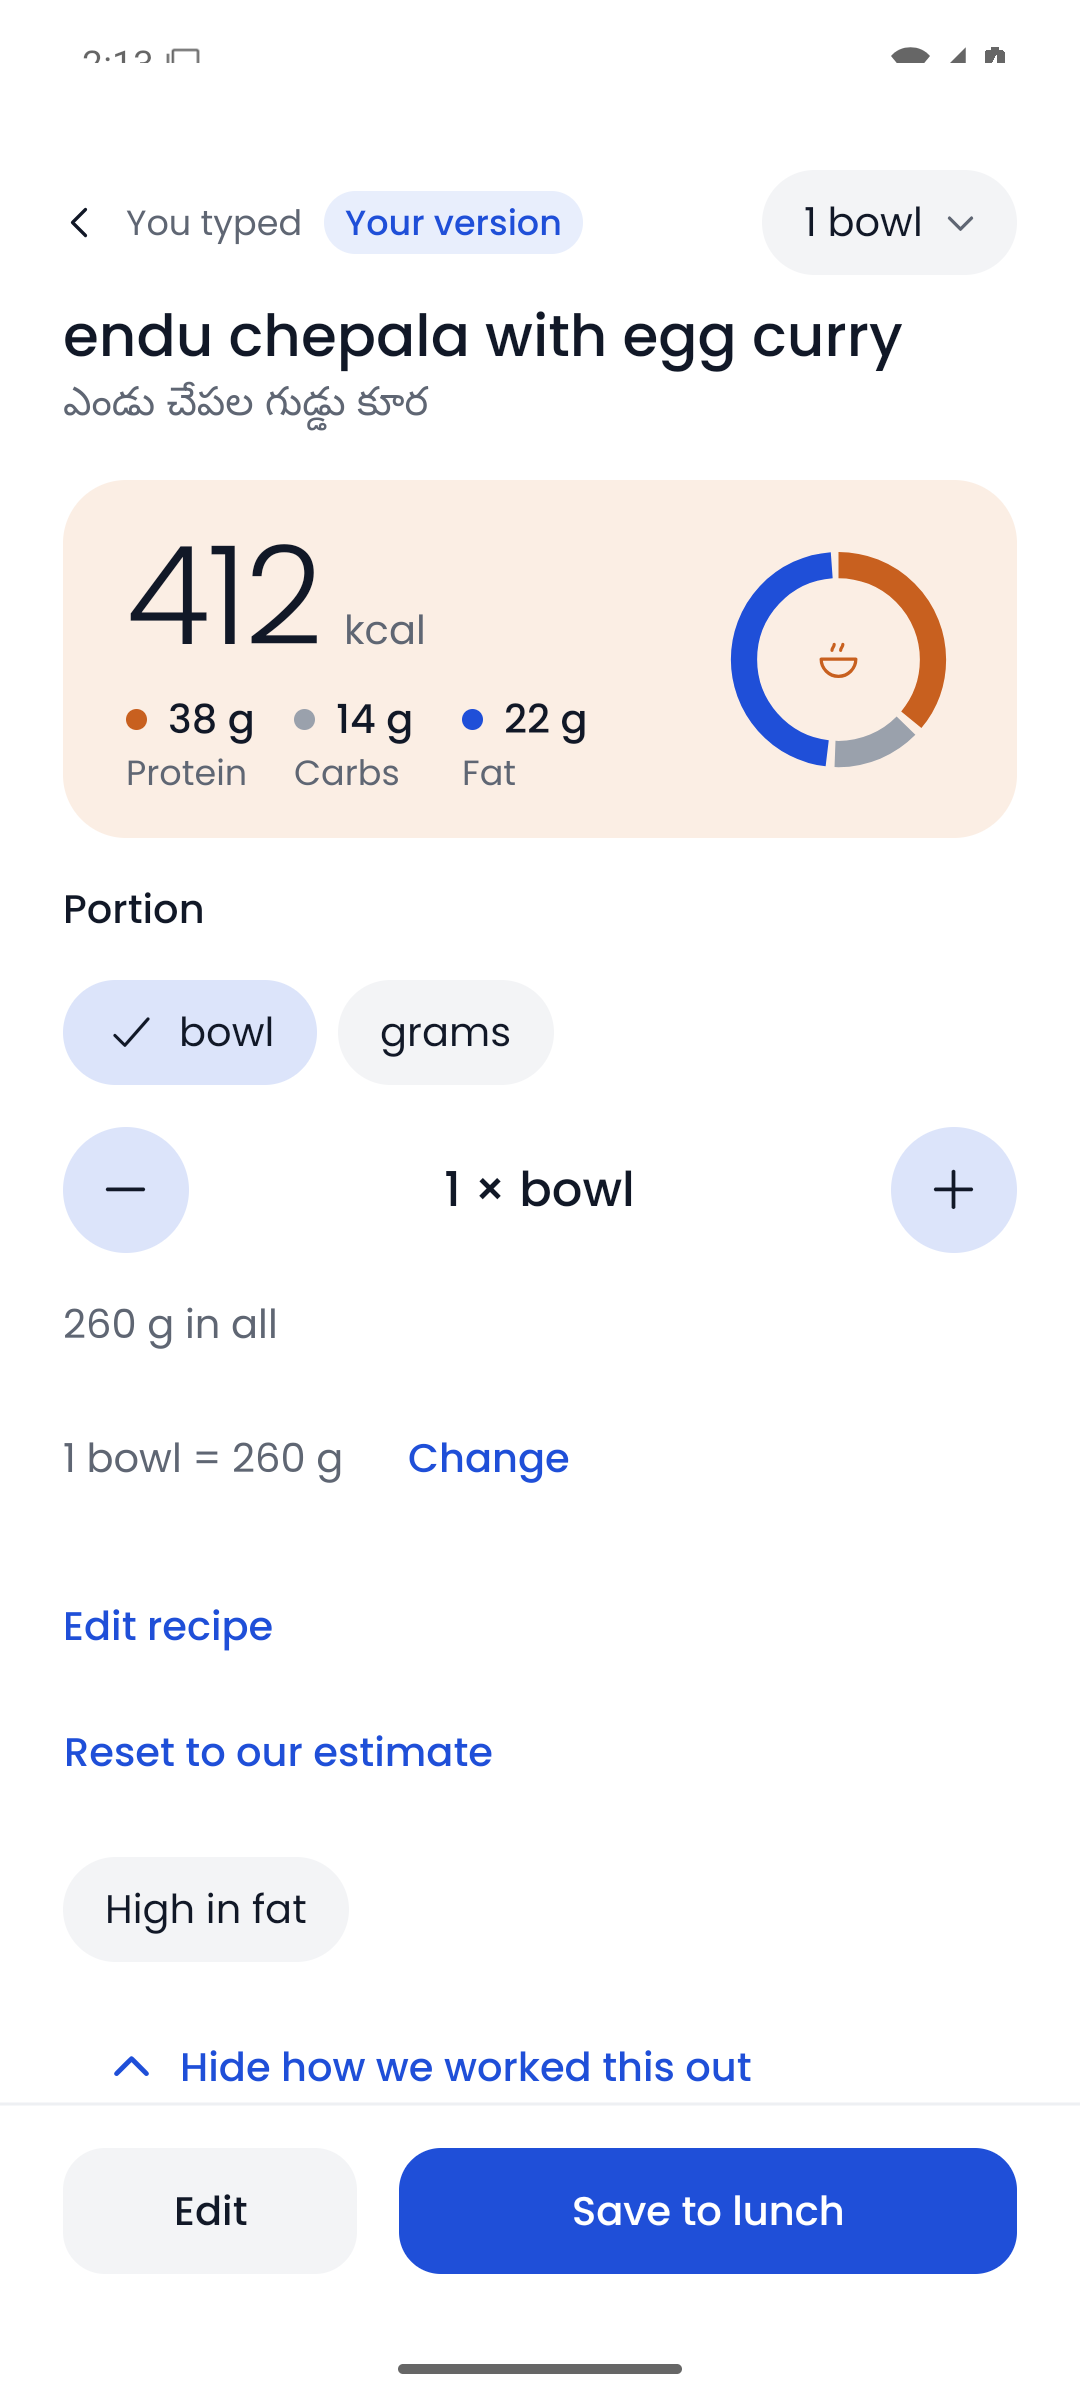 2:13
You typed
Your version
1 bowl
endu chepala with egg curry
ఎండు చేపల గుడ్డు కూర
412 kcal
38 g 14 g 22 g
Protein Carbs Fat
Portion
bowl grams
1 × bowl
260 g in all
1 bowl = 260 g Change
Edit recipe
Reset to our estimate
High in fat
Hide how we worked this out
Edit Save to lunch